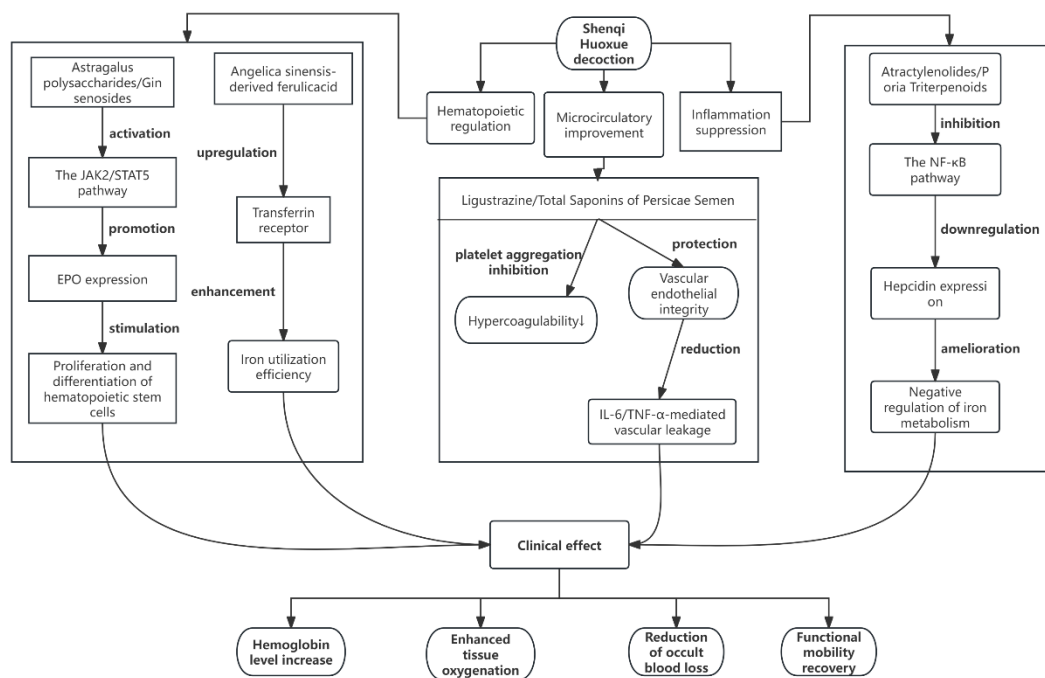 Shenqi
Huoxue
decoction
Hematopoietic
regulation
Microcirculatory
improvement
Inflammation
suppression
Astragalus
polysaccharides/Gin
senosides
activation
The JAK2/STAT5
pathway
promotion
EPO expression
stimulation
Proliferation and
differentiation of
hematopoietic stem
cells
Angelica sinensis-
derived ferulicacid
upregulation
Transferrin
receptor
enhancement
Iron utilization
efficiency
Ligustrazine/Total Saponins of Persicae Semen
platelet aggregation
inhibition
Hypercoagulability↓
protection
Vascular
endothelial
integrity
reduction
IL-6/TNF-α-mediated
vascular leakage
Atractylenolides/P
oria Triterpenoids
inhibition
The NF-κB
pathway
downregulation
Hepcidin expressi
on
amelioration
Negative
regulation of iron
metabolism
Clinical effect
Hemoglobin
level increase
Enhanced
tissue
oxygenation
Reduction
of occult
blood loss
Functional
mobility
recovery